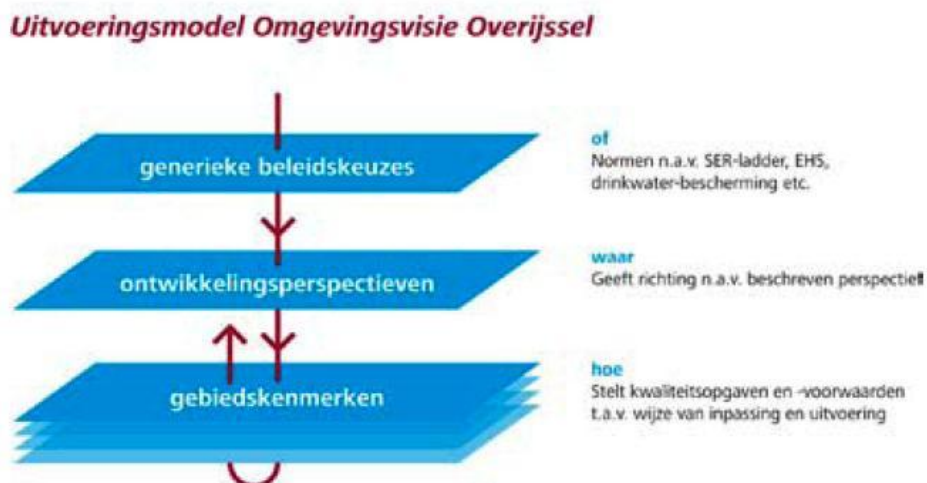 Uitvoeringsmodel Omgevingsvisie Overijssel
generieke beleidskeuzes
of
Normen n.a.v. SER-ladder, EHS,
drinkwater-bescherming etc.
ontwikkelingsperspectieven
waar
Geeft richting n.a.v. beschreven perspectief
gebiedskenmerken
hoe
Stelt kwaliteitsopgaven en -voorwaarden
t.a.v. wijze van inpassing en uitvoering